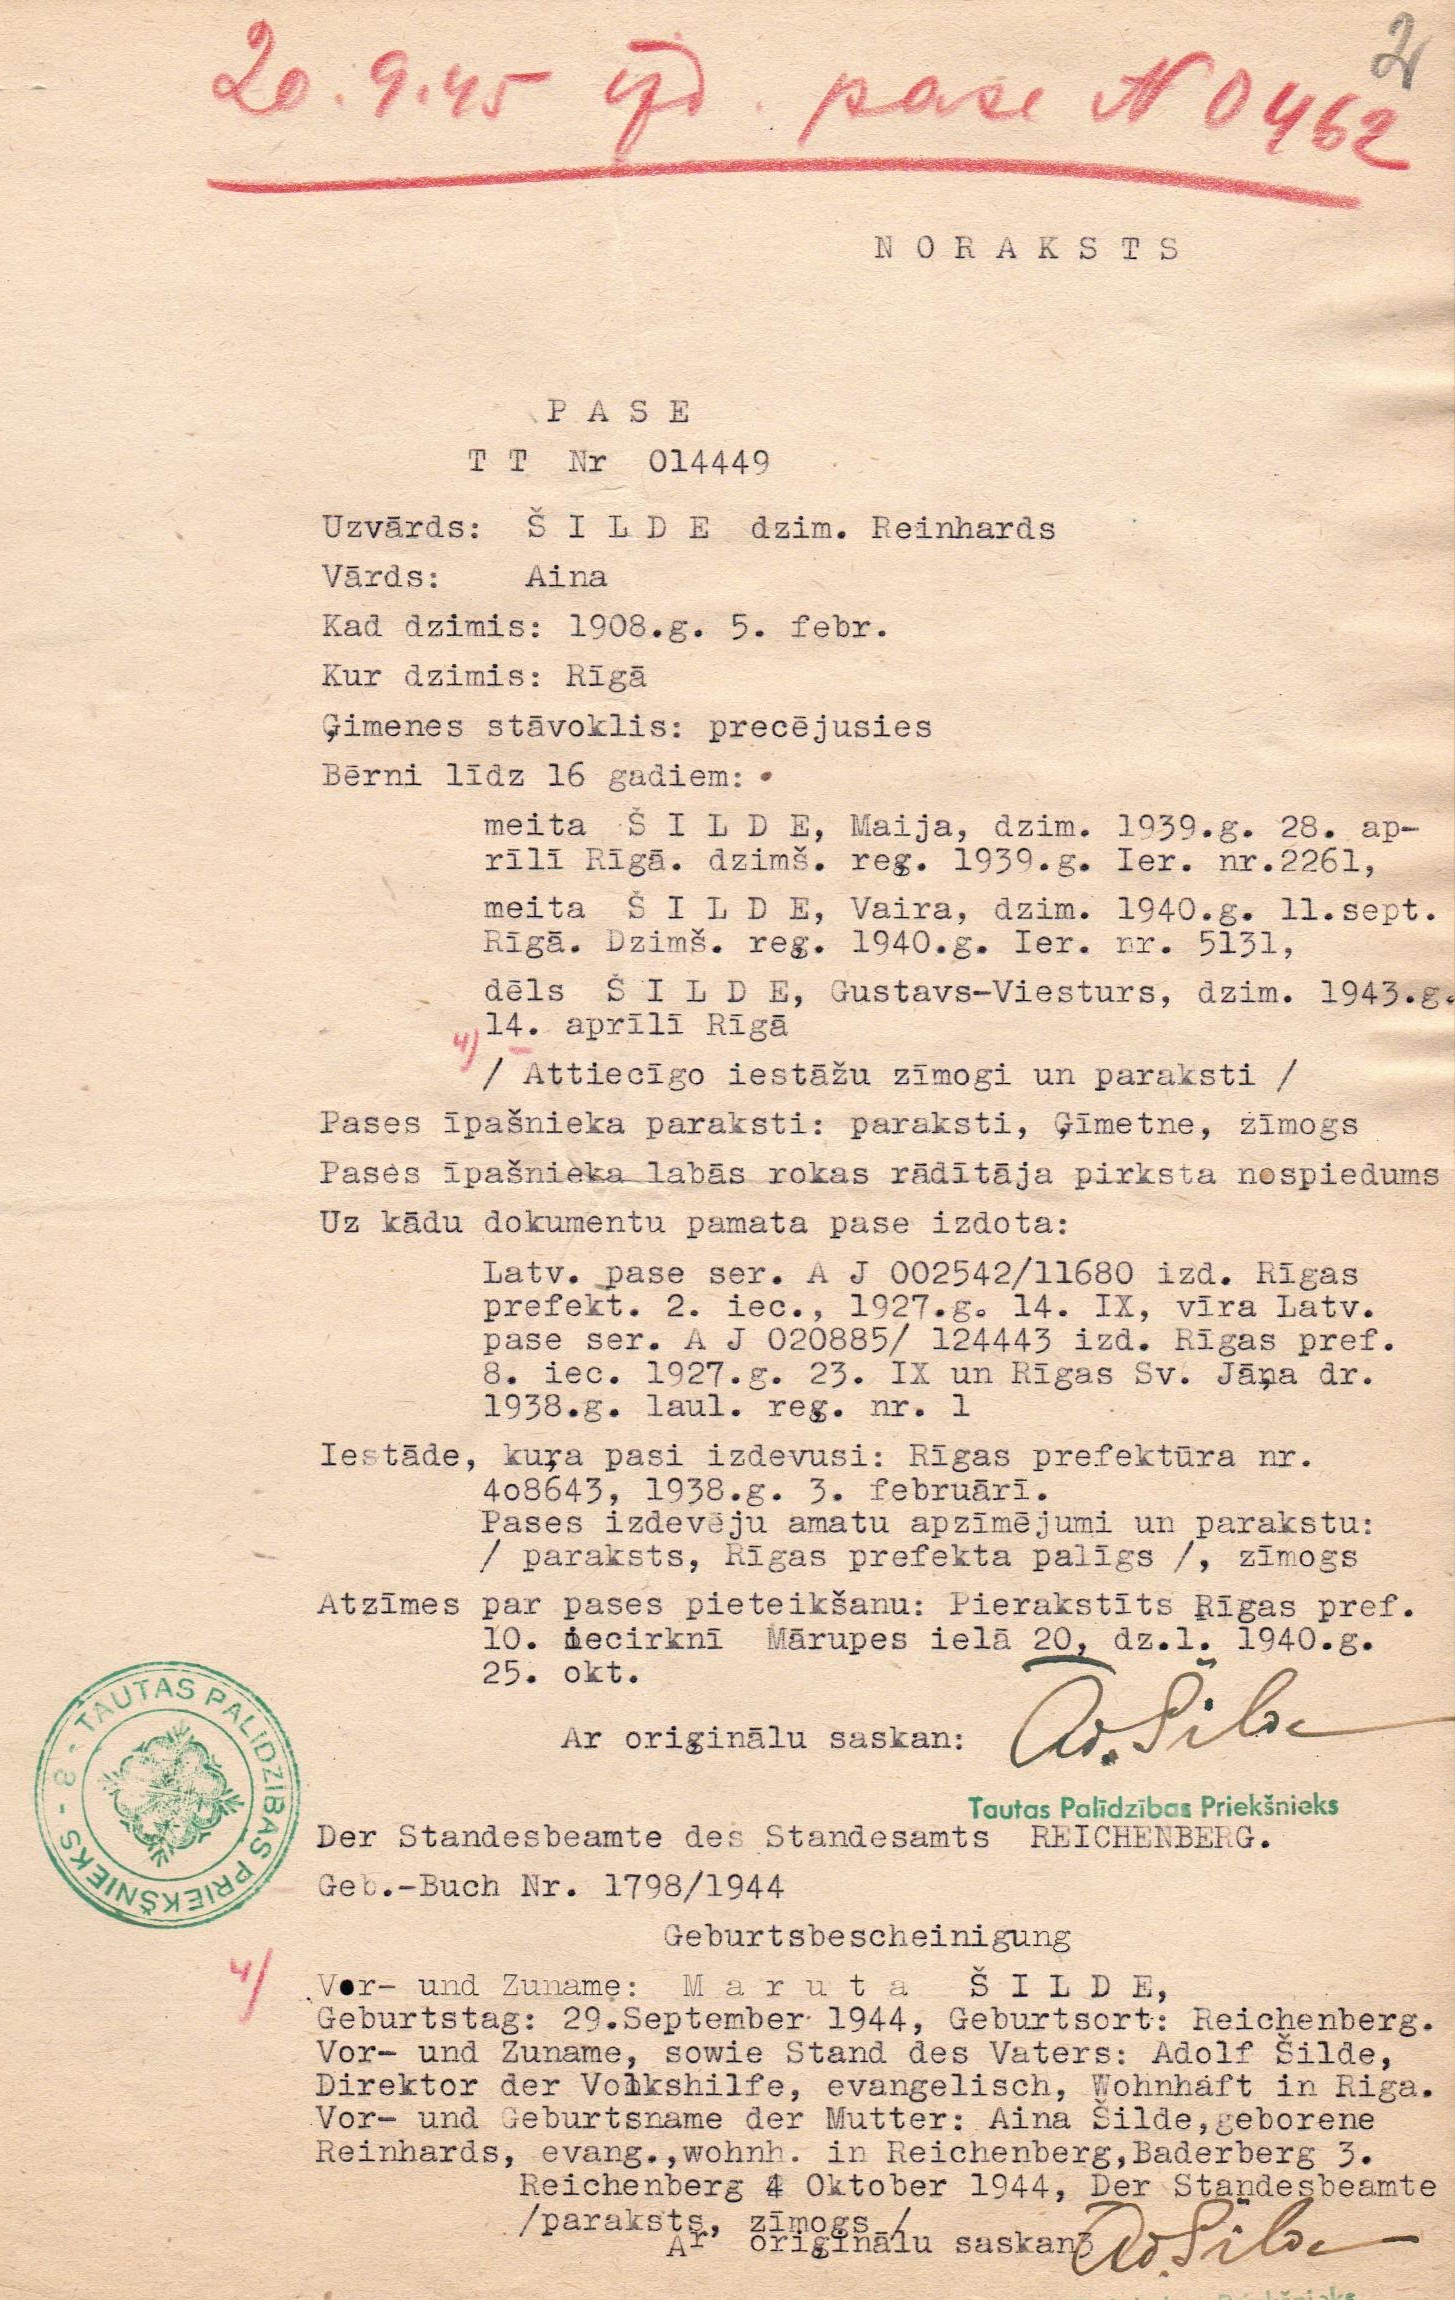 2
20.9.45 izd. pase N 0462
N O R A K S T S
P A S E
T T Nr 014449
Uzvārds: Š I L D E dzim. Reinhards
Vārds: Aina
Kad dzimis: 1908.g. 5. febr.
Kur dzimis: Rīgā
Ģimenes stāvoklis: precējusies
Bērni līdz 16 gadiem:
meita Š I L D E, Maija, dzim. 1939.g. 28. ap-
rīlī Rīgā. dzimš. reg. 1939.g. Ier. nr.2261,
meita Š I L D E, Vaira, dzim. 1940.g. 11.sept.
Rīgā. Dzimš. reg. 1940.g. Ier. nr. 5131,
dēls Š I L D E, Gustavs-Viesturs, dzim. 1943.g.
14. aprīlī Rīgā
4)
/ Attiecīgo iestāžu zīmogi un paraksti /
Pases īpašnieka paraksti: paraksti, Ģīmetne, zīmogs
Pases īpašnieka labās rokas rādītāja pirksta nospiedums
Uz kādu dokumentu pamata pase izdota:
Latv. pase ser. A J 002542/11680 izd. Rīgas
prefekt. 2. iec., 1927.g. 14. IX, vīra Latv.
pase ser. A J 020885/ 124443 izd. Rīgas pref.
8. iec. 1927.g. 23. IX un Rīgas Sv. Jāņa dr.
1938.g. laul. reg. nr. 1
Iestāde, kuŗa pasi izdevusi: Rīgas prefektūra nr.
4o8643, 1938.g. 3. februārī.
Pases izdevēju amatu apzīmējumi un parakstu:
/ paraksts, Rīgas prefekta palīgs /, zīmogs
Atzīmes par pases pieteikšanu: Pierakstīts Rīgas pref.
10. iecirknī Mārupes ielā 20, dz.l. 1940.g.
25. okt.
Ar originālu saskan: Ad. Šilde
Tautas Palīdzības Priekšnieks
TAUTAS PALĪDZĪBAS PRIEKŠNIEKS - 8 -
Der Standesbeamte des Standesamts REICHENBERG.
Geb.-Buch Nr. 1798/1944
Geburtsbescheinigung
4/
Vor- und Zuname: M a r u t a Š I L D E,
Geburtstag: 29.September 1944, Geburtsort: Reichenberg.
Vor- und Zuname, sowie Stand des Vaters: Adolf Šilde,
Direktor der Volkshilfe, evangelisch, Wohnhaft in Riga.
Vor- und Geburtsname der Mutter: Aina Šilde,geborene
Reinhards, evang.,wohnh. in Reichenberg,Baderberg 3.
Reichenberg 4 Oktober 1944, Der Standesbeamte
/paraksts, zīmogs /
Ar originālu saskan: Ad. Šilde
Priekšnieks